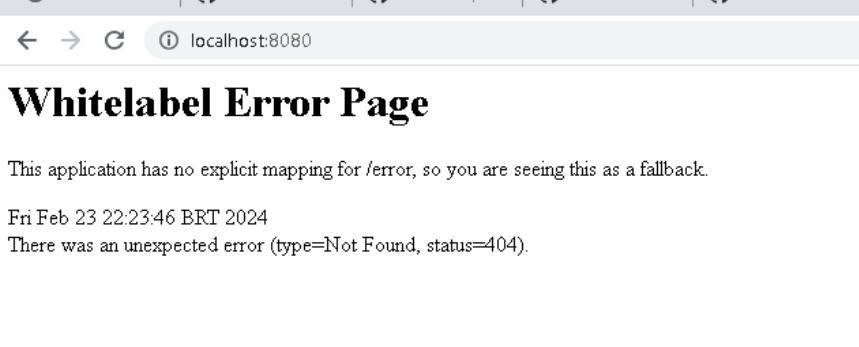 localhost:8080
Whitelabel Error Page
This application has no explicit mapping for /error, so you are seeing this as a fallback.
Fri Feb 23 22:23:46 BRT 2024
There was an unexpected error (type=Not Found, status=404).